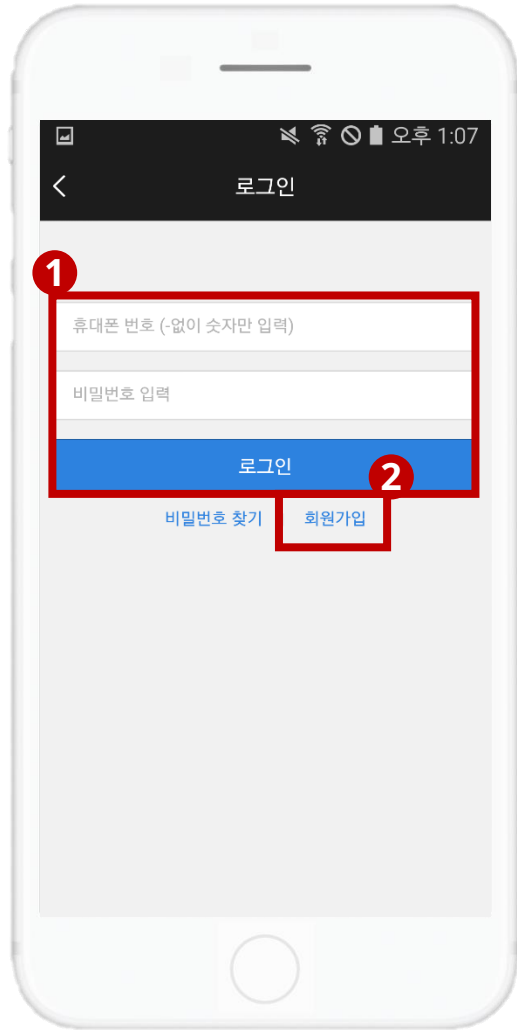 오후 1:07
로그인
1
휴대폰 번호 (-없이 숫자만 입력)
비밀번호 입력
로그인
2
비밀번호 찾기 회원가입